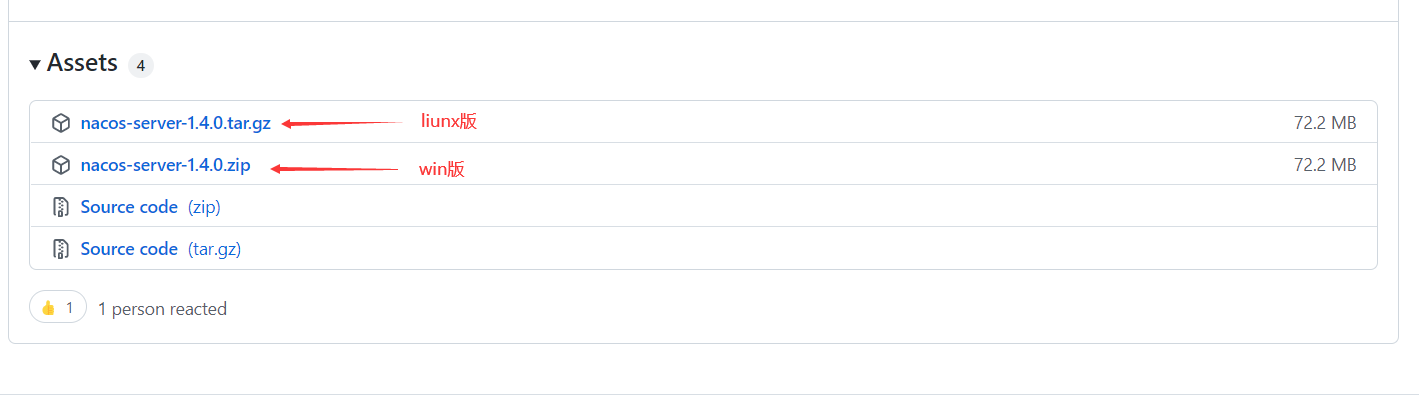 Assets 4
nacos-server-1.4.0.tar.gz liunx版 72.2 MB
nacos-server-1.4.0.zip win版 72.2 MB
Source code (zip)
Source code (tar.gz)
1 1 person reacted